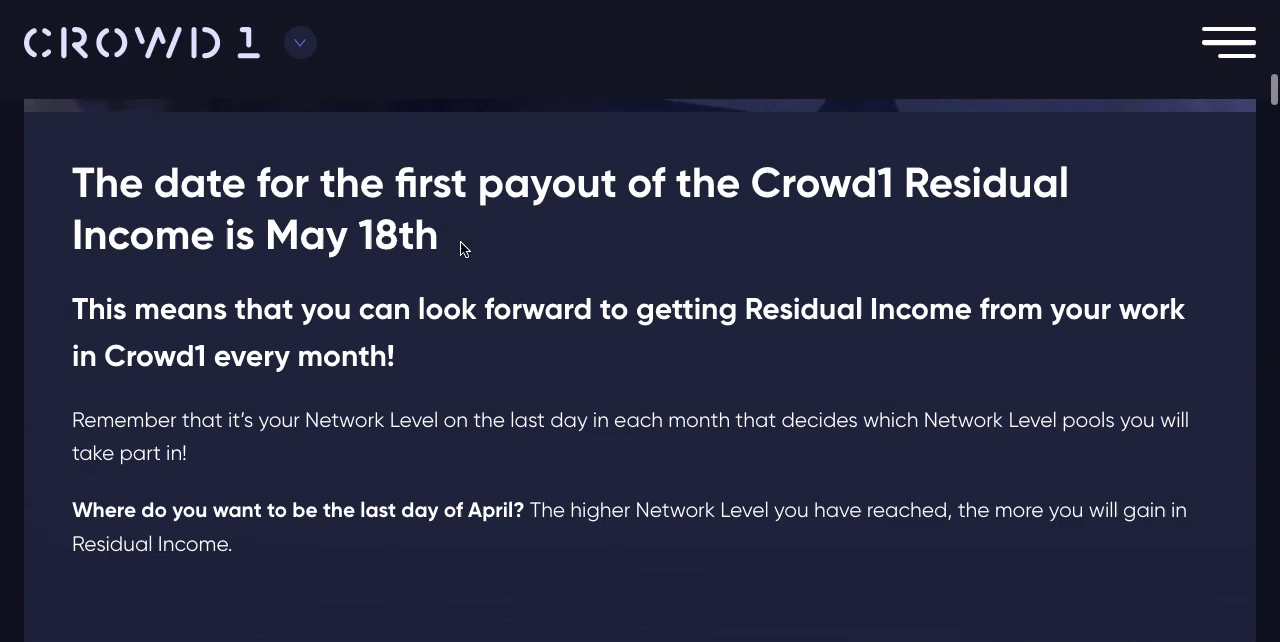 CROWD 1
The date for the first payout of the Crowd1 Residual
Income is May 18th
This means that you can look forward to getting Residual Income from your work
in Crowd1 every month!
Remember that it’s your Network Level on the last day in each month that decides which Network Level pools you will
take part in!
Where do you want to be the last day of April? The higher Network Level you have reached, the more you will gain in
Residual Income.